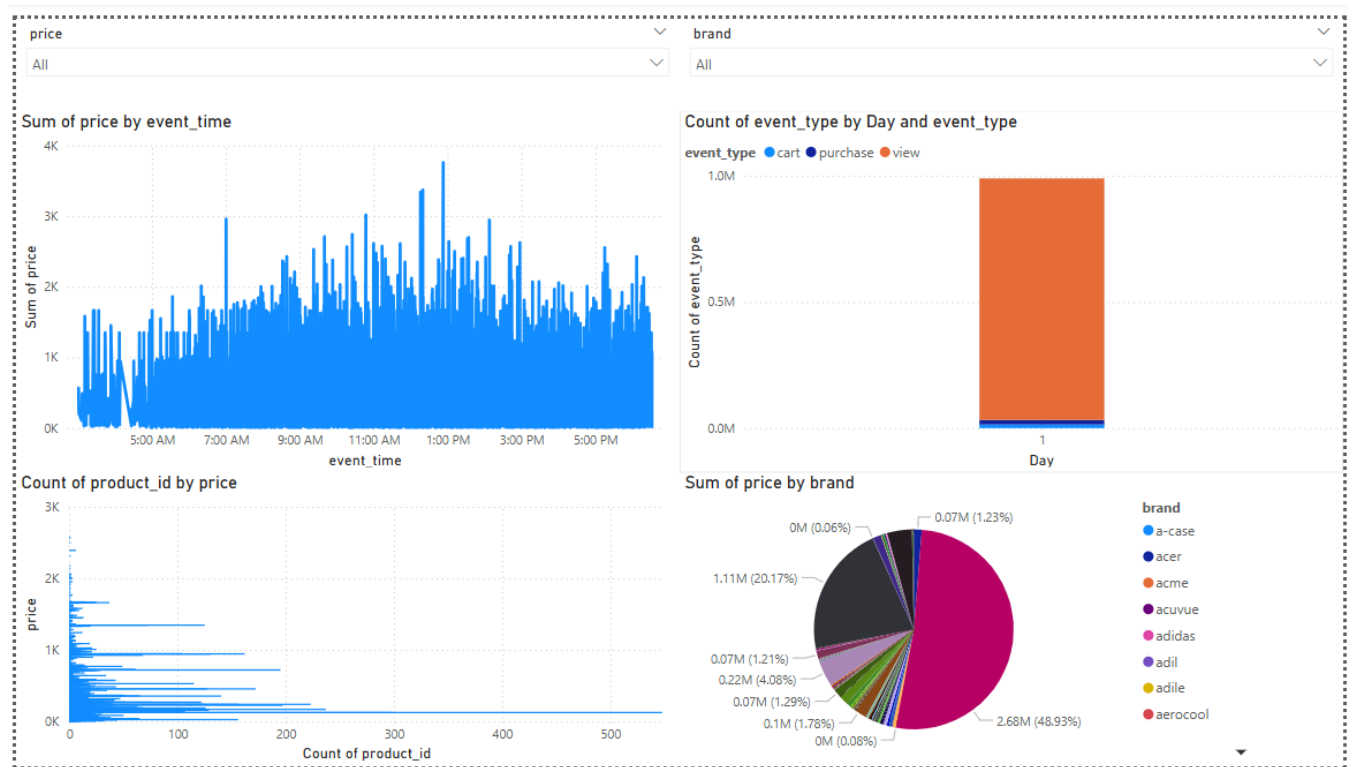 price
All
brand
All
Sum of price by event_time
4K
3K
2K
1K
0K
Sum of price
5:00 AM 7:00 AM 9:00 AM 11:00 AM 1:00 PM 3:00 PM 5:00 PM
event_time
Count of event_type by Day and event_type
event_type cart purchase view
1.0M
0.5M
0.0M
Count of event_type
1
Day
Count of product_id by price
3K
2K
1K
0K
price
0 100 200 300 400 500
Count of product_id
Sum of price by brand
0M (0.06%)
0.07M (1.23%)
1.11M (20.17%)
0.07M (1.21%)
0.22M (4.08%)
0.07M (1.29%)
0.1M (1.78%)
0M (0.08%)
2.68M (48.93%)
brand
a-case
acer
acme
acuvue
adidas
adil
adile
aerocool